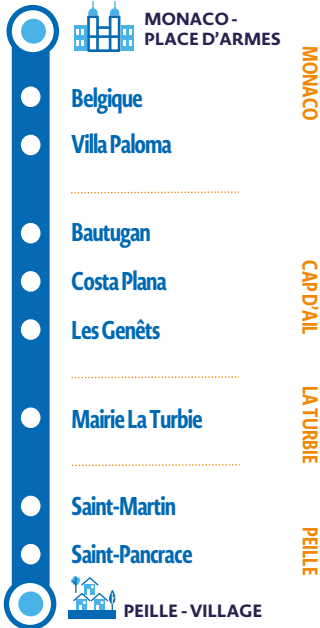 MONACO -
PLACE D'ARMES
MONACO
Belgique
Villa Paloma
Bautugan
CAP D'AIL
Costa Plana
Les Genêts
Mairie La Turbie
LA TURBIE
Saint-Martin
Saint-Pancrace
PEILLE
PEILLE - VILLAGE